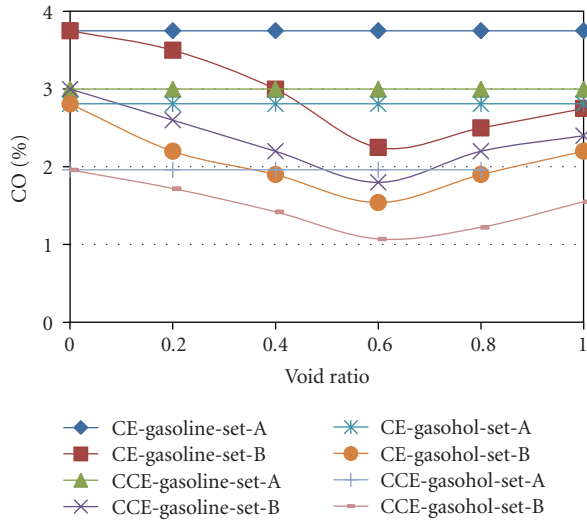 4
3
2
1
0
CO (%)
0 0.2 0.4 0.6 0.8 1
Void ratio
CE-gasoline-set-A
CE-gasoline-set-B
CCE-gasoline-set-A
CCE-gasoline-set-B
CE-gasohol-set-A
CE-gasohol-set-B
CCE-gasohol-set-A
CCE-gasohol-set-B